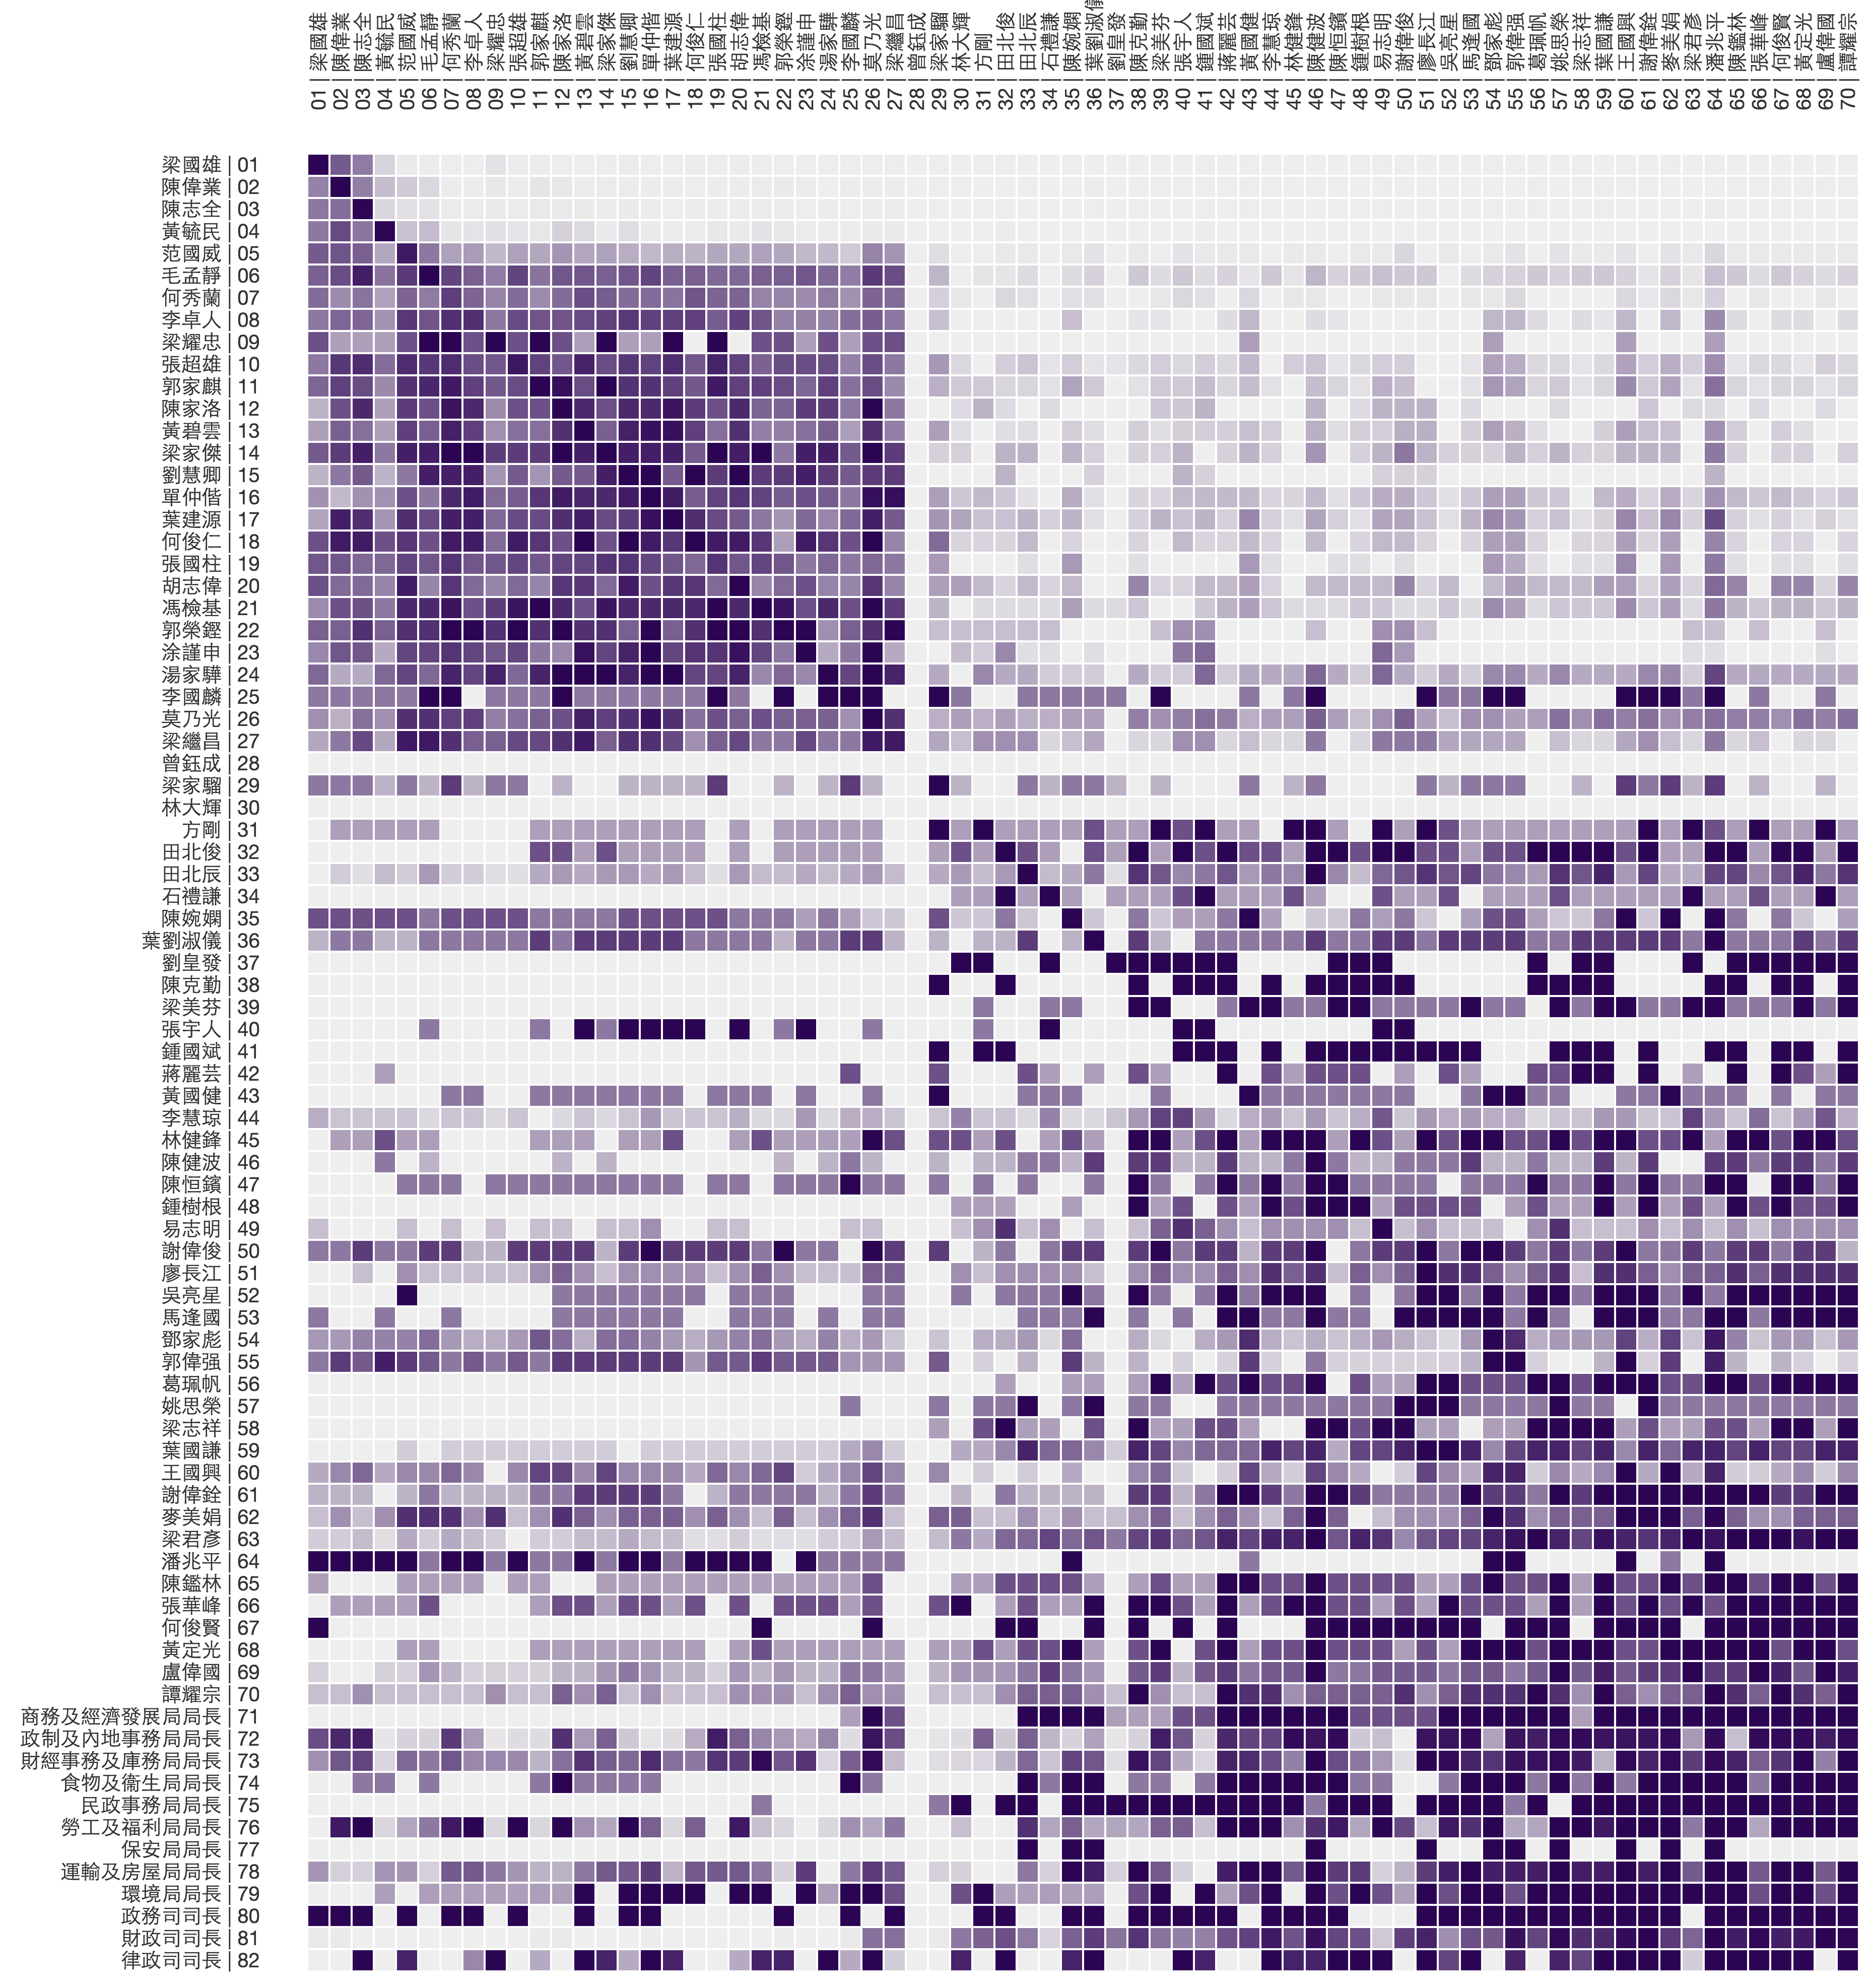 梁國雄 | 01
陳偉業 | 02
陳志全 | 03
黃毓民 | 04
范國威 | 05
毛孟靜 | 06
何秀蘭 | 07
李卓人 | 08
梁耀忠 | 09
張超雄 | 10
郭家麒 | 11
陳家洛 | 12
黃碧雲 | 13
梁家傑 | 14
劉慧卿 | 15
單仲偕 | 16
葉建源 | 17
何俊仁 | 18
張國柱 | 19
胡志偉 | 20
馮檢基 | 21
郭榮鏗 | 22
涂謹申 | 23
湯家驊 | 24
李國麟 | 25
莫乃光 | 26
梁繼昌 | 27
曾鈺成 | 28
梁家騮 | 29
林大輝 | 30
方剛 | 31
田北俊 | 32
田北辰 | 33
石禮謙 | 34
陳婉嫻 | 35
葉劉淑儀 | 36
劉皇發 | 37
陳克勤 | 38
梁美芬 | 39
張宇人 | 40
鍾國斌 | 41
蔣麗芸 | 42
黃國健 | 43
李慧琼 | 44
林健鋒 | 45
陳健波 | 46
陳恒鑌 | 47
鍾樹根 | 48
易志明 | 49
謝偉俊 | 50
廖長江 | 51
吳亮星 | 52
馬逢國 | 53
鄧家彪 | 54
郭偉强 | 55
葛珮帆 | 56
姚思榮 | 57
梁志祥 | 58
葉國謙 | 59
王國興 | 60
謝偉銓 | 61
麥美娟 | 62
梁君彥 | 63
潘兆平 | 64
陳鑑林 | 65
張華峰 | 66
何俊賢 | 67
黃定光 | 68
盧偉國 | 69
譚耀宗 | 70
梁國雄 | 01
陳偉業 | 02
陳志全 | 03
黃毓民 | 04
范國威 | 05
毛孟靜 | 06
何秀蘭 | 07
李卓人 | 08
梁耀忠 | 09
張超雄 | 10
郭家麒 | 11
陳家洛 | 12
黃碧雲 | 13
梁家傑 | 14
劉慧卿 | 15
單仲偕 | 16
葉建源 | 17
何俊仁 | 18
張國柱 | 19
胡志偉 | 20
馮檢基 | 21
郭榮鏗 | 22
涂謹申 | 23
湯家驊 | 24
李國麟 | 25
莫乃光 | 26
梁繼昌 | 27
曾鈺成 | 28
梁家騮 | 29
林大輝 | 30
方剛 | 31
田北俊 | 32
田北辰 | 33
石禮謙 | 34
陳婉嫻 | 35
葉劉淑儀 | 36
劉皇發 | 37
陳克勤 | 38
梁美芬 | 39
張宇人 | 40
鍾國斌 | 41
蔣麗芸 | 42
黃國健 | 43
李慧琼 | 44
林健鋒 | 45
陳健波 | 46
陳恒鑌 | 47
鍾樹根 | 48
易志明 | 49
謝偉俊 | 50
廖長江 | 51
吳亮星 | 52
馬逢國 | 53
鄧家彪 | 54
郭偉强 | 55
葛珮帆 | 56
姚思榮 | 57
梁志祥 | 58
葉國謙 | 59
王國興 | 60
謝偉銓 | 61
麥美娟 | 62
梁君彥 | 63
潘兆平 | 64
陳鑑林 | 65
張華峰 | 66
何俊賢 | 67
黃定光 | 68
盧偉國 | 69
譚耀宗 | 70
商務及經濟發展局局長 | 71
政制及內地事務局局長 | 72
財經事務及庫務局局長 | 73
食物及衞生局局長 | 74
民政事務局局長 | 75
勞工及福利局局長 | 76
保安局局長 | 77
運輸及房屋局局長 | 78
環境局局長 | 79
政務司司長 | 80
財政司司長 | 81
律政司司長 | 82